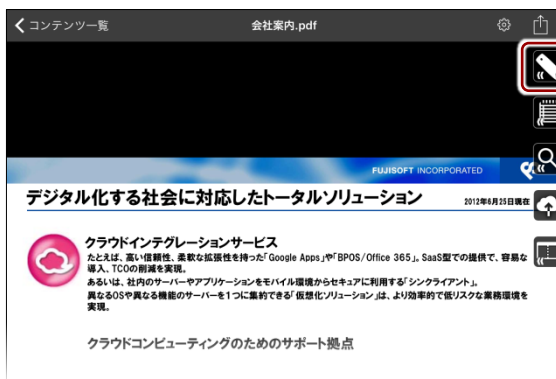 コンテンツ一覧
会社案内.pdf
FUJISOFT INCORPORATED
デジタル化する社会に対応したトータルソリューション
2012年6月25日現在
クラウドインテグレーションサービス
たとえば、高い信頼性、柔軟な拡張性を持った「Google Apps」や「BPOS/Office 365」。SaaS型での提供で、容易な
導入、TCOの削減を実現。
あるいは、社内のサーバーやアプリケーションをモバイル環境からセキュアに利用する「シンクライアント」。
異なるOSや異なる機能のサーバーを1つに集約できる「仮想化ソリューション」は、より効率的で低リスクな業務環境を
実現。
クラウドコンピューティングのためのサポート拠点